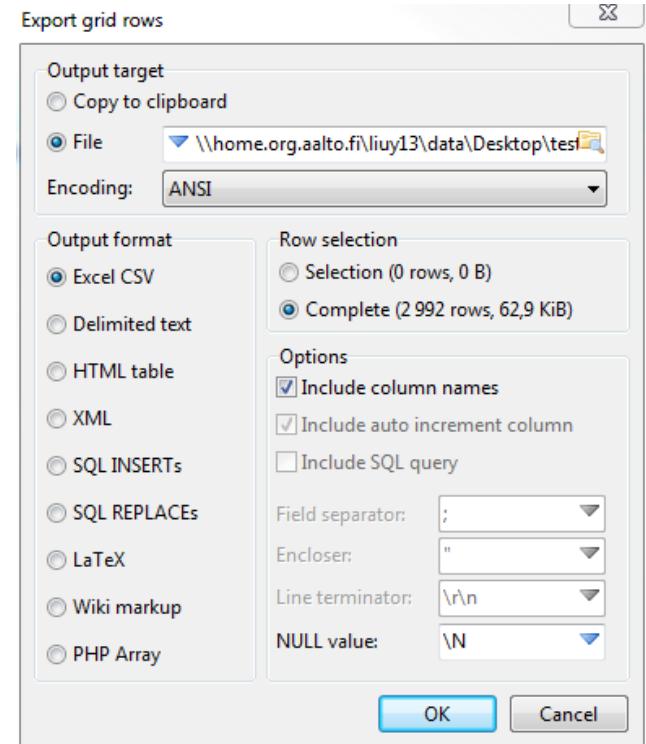 Export grid rows
Output target
Copy to clipboard
File
\\home.org.aalto.fi\liuy13\data\Desktop\test
Encoding:
ANSI
Output format
Excel CSV
Delimited text
HTML table
XML
SQL INSERTs
SQL REPLACEs
LaTeX
Wiki markup
PHP Array
Row selection
Selection (0 rows, 0 B)
Complete (2 992 rows, 62,9 KiB)
Options
Include column names
Include auto increment column
Include SQL query
Field separator:
;
Encloser:
"
Line terminator:
\r\n
NULL value:
\N
OK
Cancel